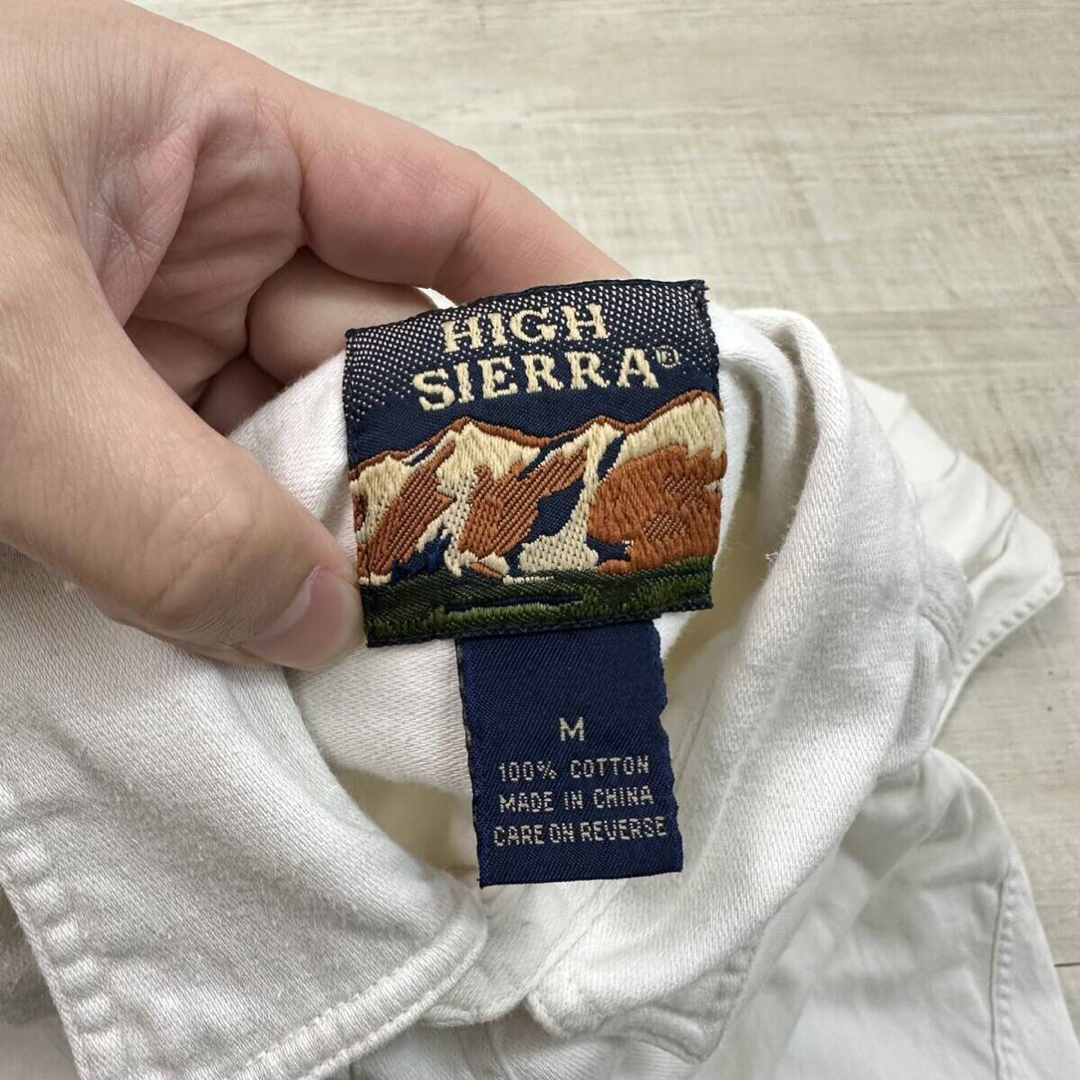 HIGH
SIERRA®
M
100% COTTON
MADE IN CHINA
CARE ON REVERSE